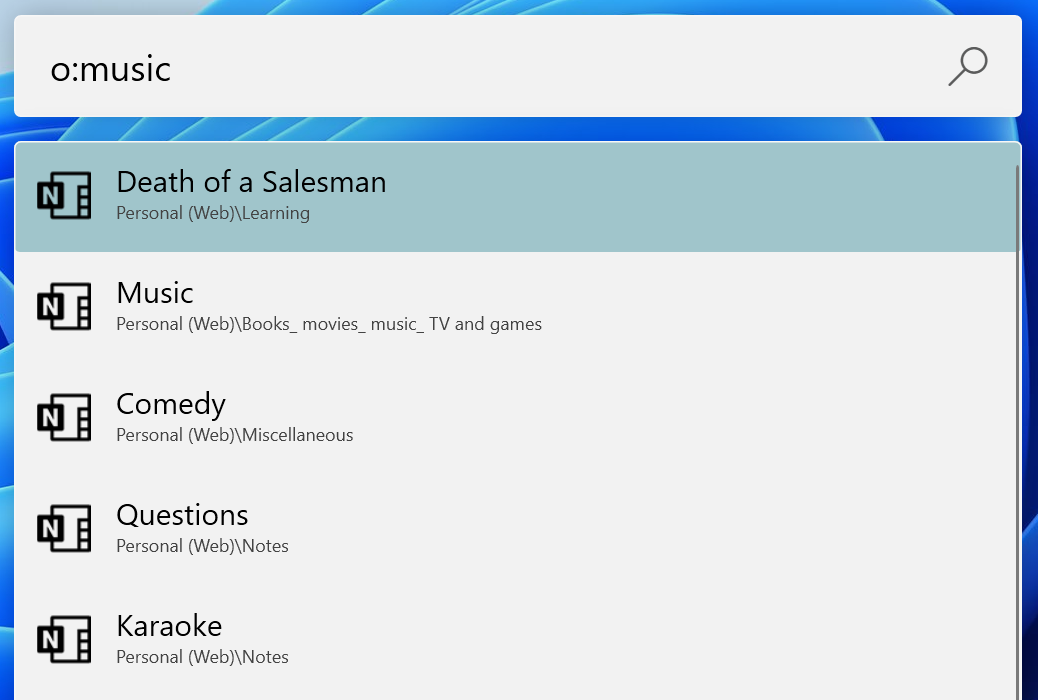 o:music
Death of a Salesman
Personal (Web)\Learning
Music
Personal (Web)\Books_ movies_ music_ TV and games
Comedy
Personal (Web)\Miscellaneous
Questions
Personal (Web)\Notes
Karaoke
Personal (Web)\Notes